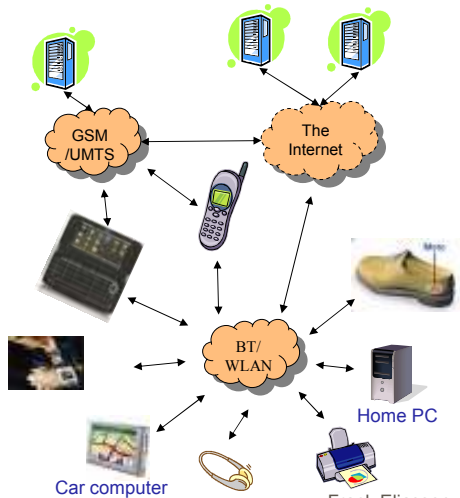 GSM
/UMTS
The
Internet
BT/
WLAN
Home PC
Car computer